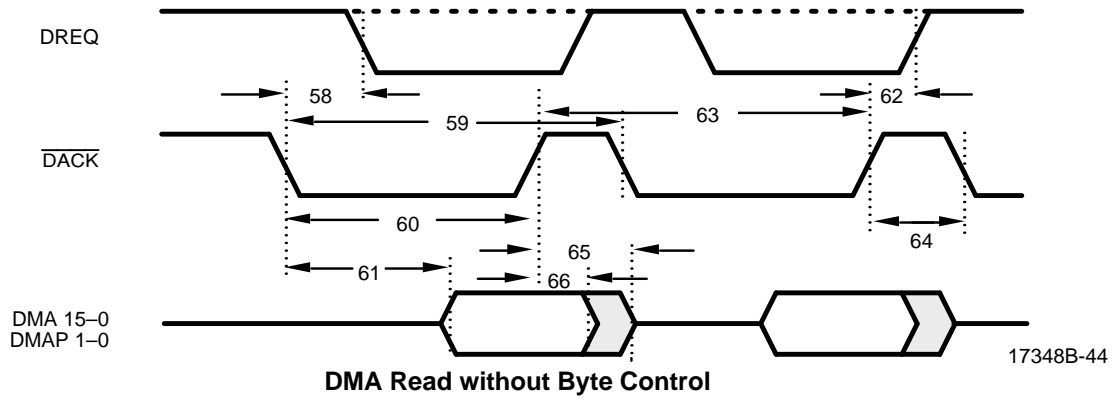 DREQ
58
62
59
63
DACK
60
64
65
61
66
DMA 15–0
DMAP 1–0
17348B-44
DMA Read without Byte Control